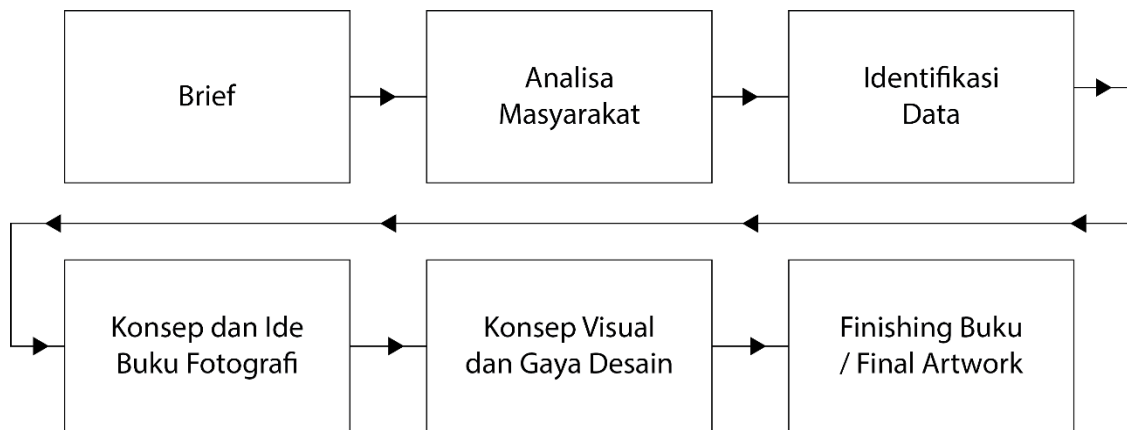 Brief
Analisa
Masyarakat
Identifikasi
Data
Konsep dan Ide
Buku Fotografi
Konsep Visual
dan Gaya Desain
Finishing Buku
/ Final Artwork